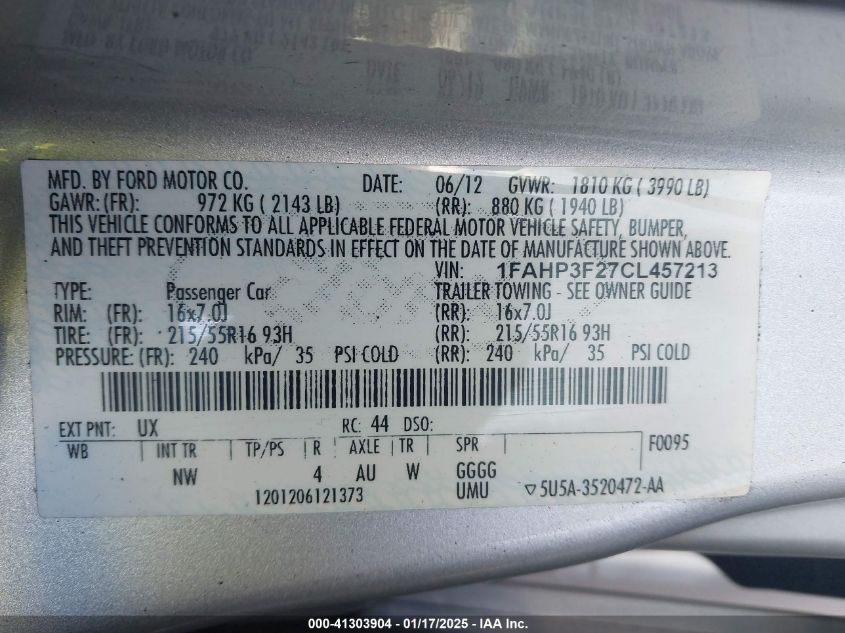 MFD. BY FORD MOTOR CO. DATE: 06/12 GVWR: 1810 KG ( 3990 LB)
GAWR: (FR): 972 KG ( 2143 LB) (RR): 880 KG ( 1940 LB)
THIS VEHICLE CONFORMS TO ALL APPLICABLE FEDERAL MOTOR VEHICLE SAFETY, BUMPER,
AND THEFT PREVENTION STANDARDS IN EFFECT ON THE DATE OF MANUFACTURE SHOWN ABOVE.
VIN: 1FAHP3F27CL457213
TYPE: Passenger Car TRAILER TOWING - SEE OWNER GUIDE
RIM: (FR): 16x7.0J (RR): 16x7.0J
TIRE: (FR): 215/55R16 93H (RR): 215/55R16 93H
PRESSURE: (FR): 240 kPa/ 35 PSI COLD (RR): 240 kPa/ 35 PSI COLD
EXT PNT: UX RC: 44 DSO:
WB INT TR TP/PS R AXLE TR SPR F0095
NW 4 AU W GGGG
1201206121373 UMU ▽5U5A-3520472-AA
000-41303904 - 01/17/2025 - IAA Inc.